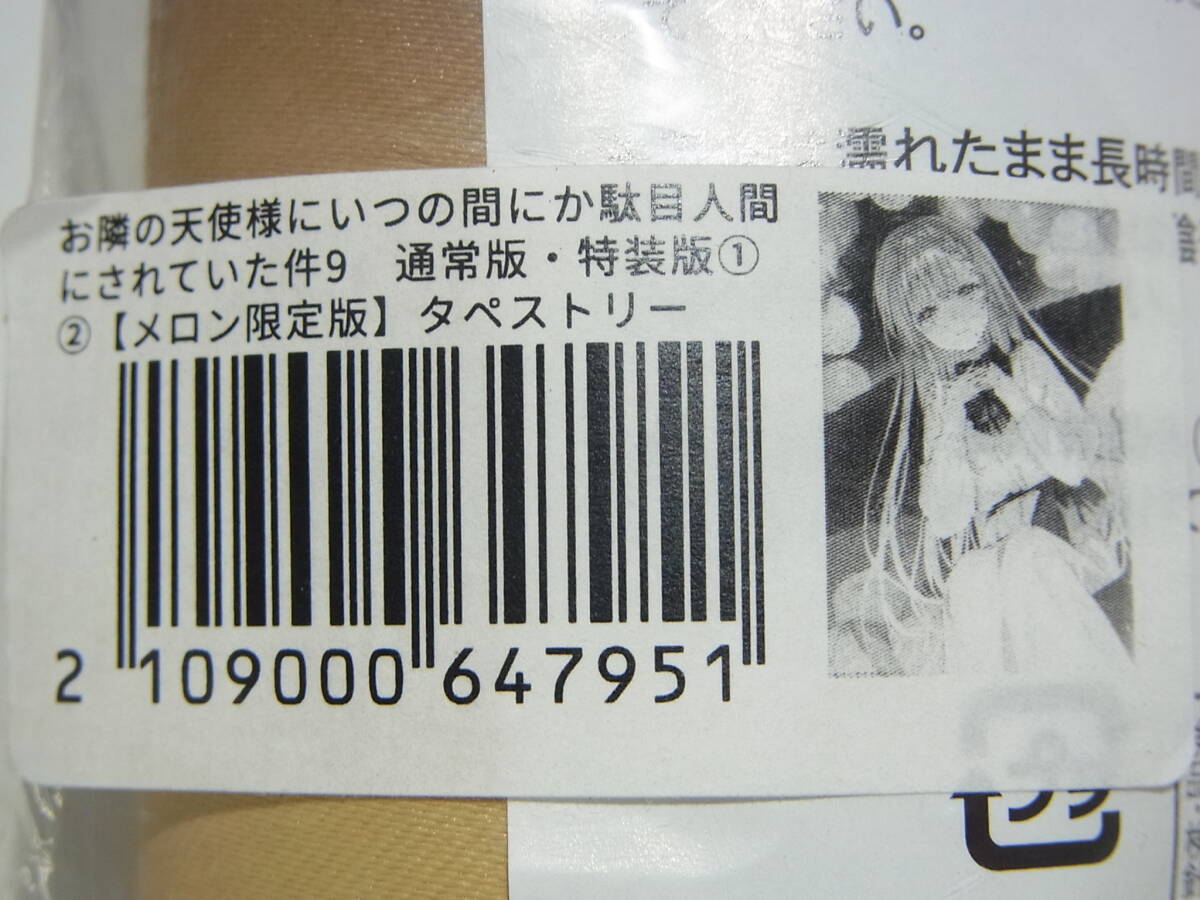 い。
濡れたまま長時
お隣の天使様にいつの間にか駄目人間
にされていた件9　通常版・特装版①
②【メロン限定版】タペストリー
2 109000 647951